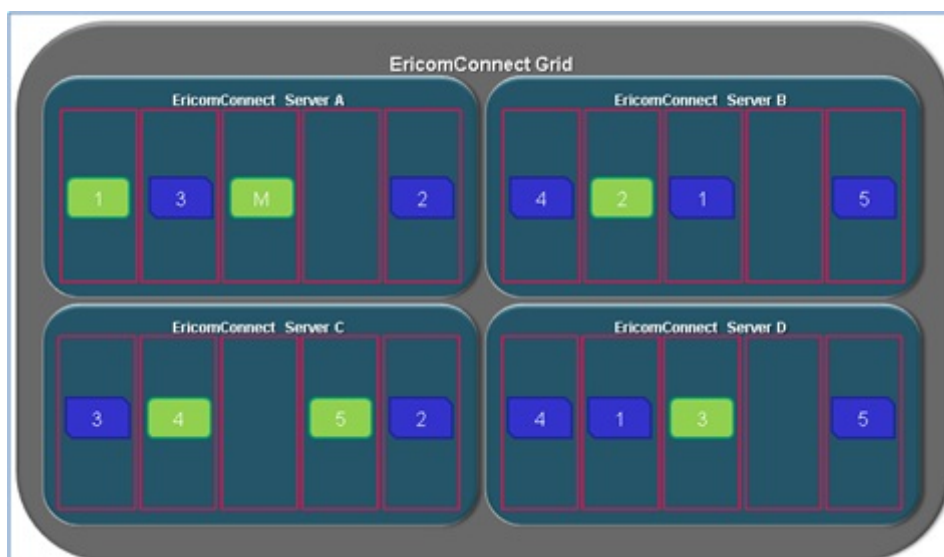 EricomConnect Grid
EricomConnect Server A
1 3 M 2
EricomConnect Server B
4 2 1 5
EricomConnect Server C
3 4 5 2
EricomConnect Server D
4 1 3 5